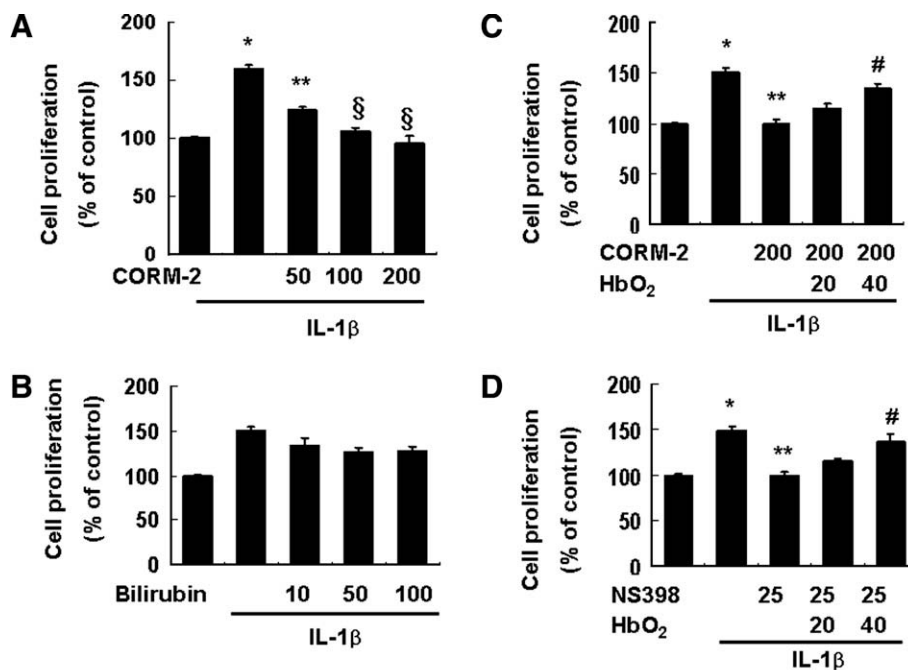 A
Cell proliferation
(% of control)
200
150
100
50
0
*
**
§
§
CORM-2 50 100 200
IL-1β
B
Cell proliferation
(% of control)
200
150
100
50
0
Bilirubin 10 50 100
IL-1β
C
Cell proliferation
(% of control)
200
150
100
50
0
*
**
#
CORM-2 200 200 200
HbO₂ 20 40
IL-1β
D
Cell proliferation
(% of control)
200
150
100
50
0
*
**
#
NS398 25 25 25
HbO₂ 20 40
IL-1β